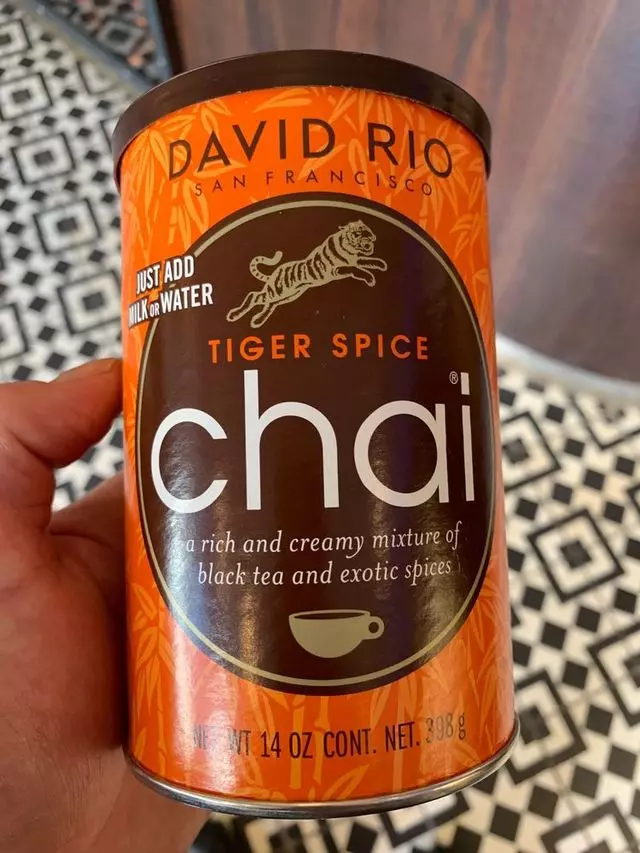 DAVID RIO
SAN FRANCISCO
JUST ADD
MILK OR WATER
TIGER SPICE
chai®
a rich and creamy mixture of
black tea and exotic spices
NET WT 14 OZ CONT. NET. 398 g